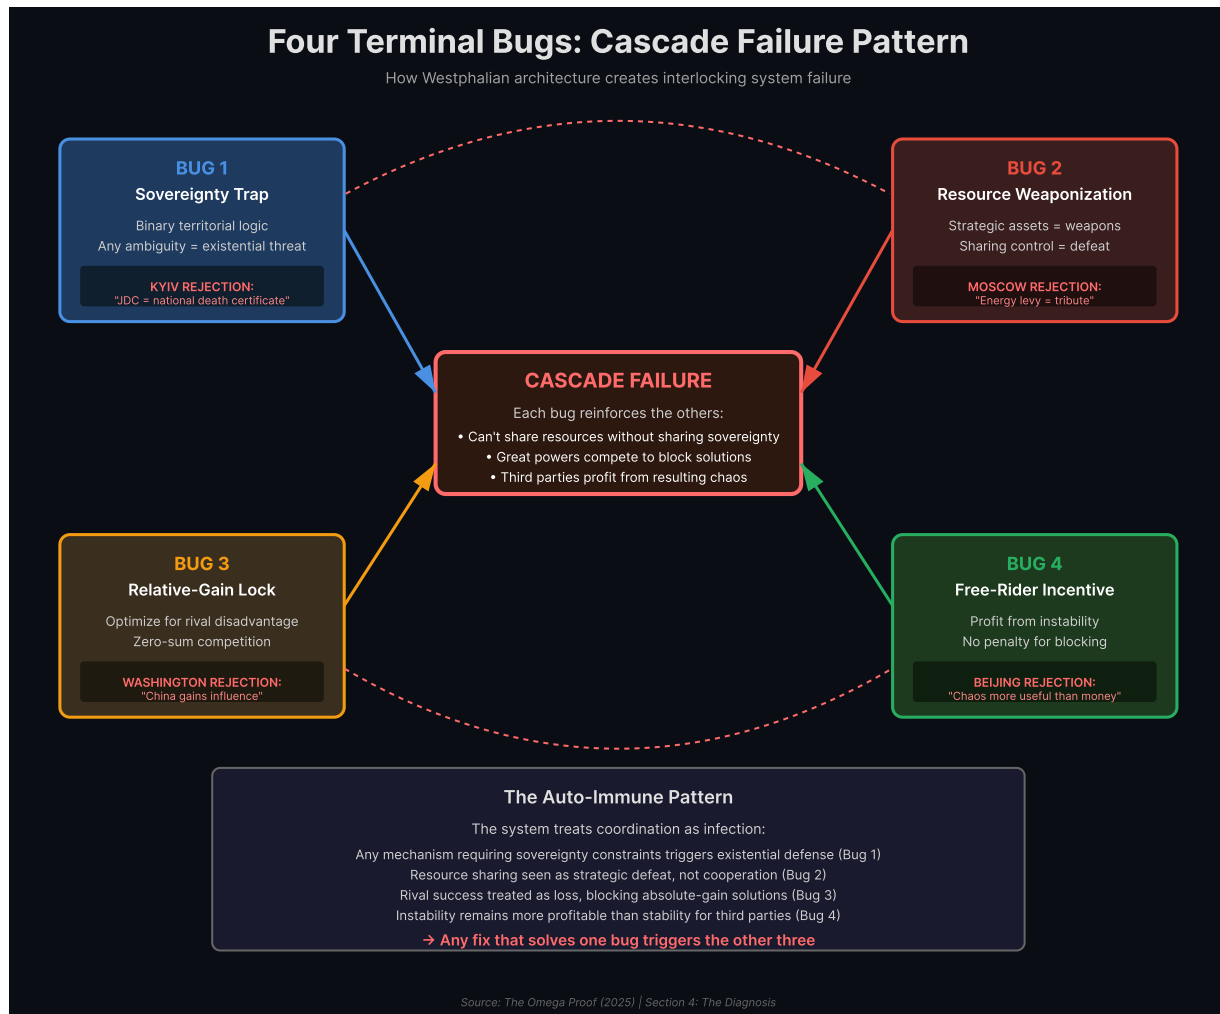 Four Terminal Bugs: Cascade Failure Pattern
How Westphalian architecture creates interlocking system failure
BUG 1
Sovereignty Trap
Binary territorial logic
Any ambiguity = existential threat
KYIV REJECTION:
"JDC = national death certificate"
BUG 2
Resource Weaponization
Strategic assets = weapons
Sharing control = defeat
MOSCOW REJECTION:
"Energy levy = tribute"
CASCADE FAILURE
Each bug reinforces the others:
• Can't share resources without sharing sovereignty
• Great powers compete to block solutions
• Third parties profit from resulting chaos
BUG 3
Relative-Gain Lock
Optimize for rival disadvantage
Zero-sum competition
WASHINGTON REJECTION:
"China gains influence"
BUG 4
Free-Rider Incentive
Profit from instability
No penalty for blocking
BEIJING REJECTION:
"Chaos more useful than money"
The Auto-Immune Pattern
The system treats coordination as infection:
Any mechanism requiring sovereignty constraints triggers existential defense (Bug 1)
Resource sharing seen as strategic defeat, not cooperation (Bug 2)
Rival success treated as loss, blocking absolute-gain solutions (Bug 3)
Instability remains more profitable than stability for third parties (Bug 4)
→ Any fix that solves one bug triggers the other three
Source: The Omega Proof (2025) | Section 4: The Diagnosis